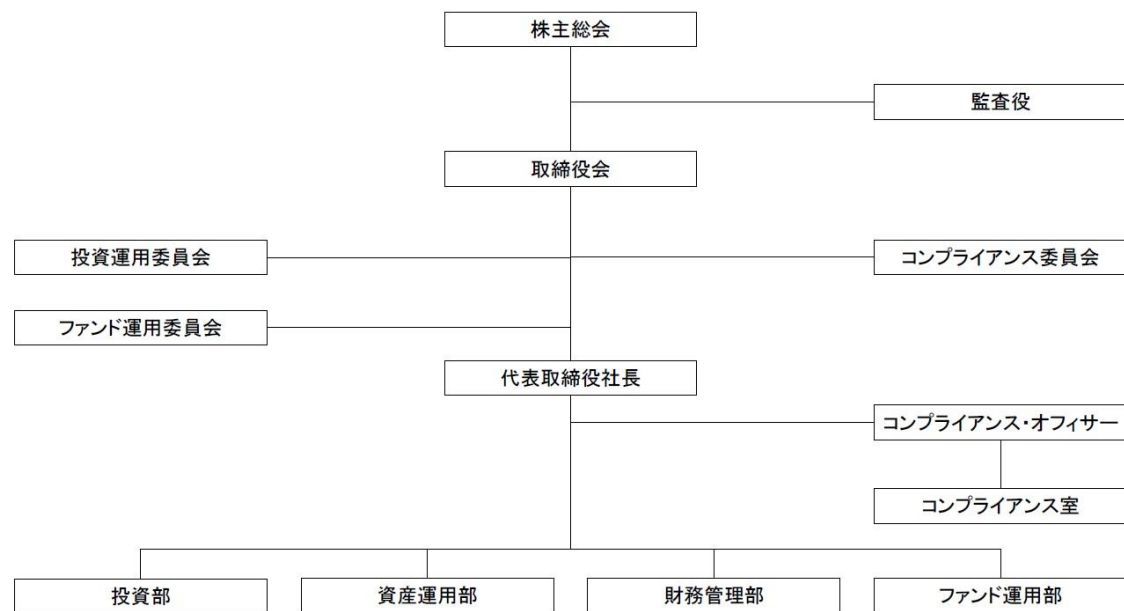 株主総会
監査役
取締役会
投資運用委員会
コンプライアンス委員会
ファンド運用委員会
代表取締役社長
コンプライアンス・オフィサー
コンプライアンス室
投資部
資産運用部
財務管理部
ファンド運用部